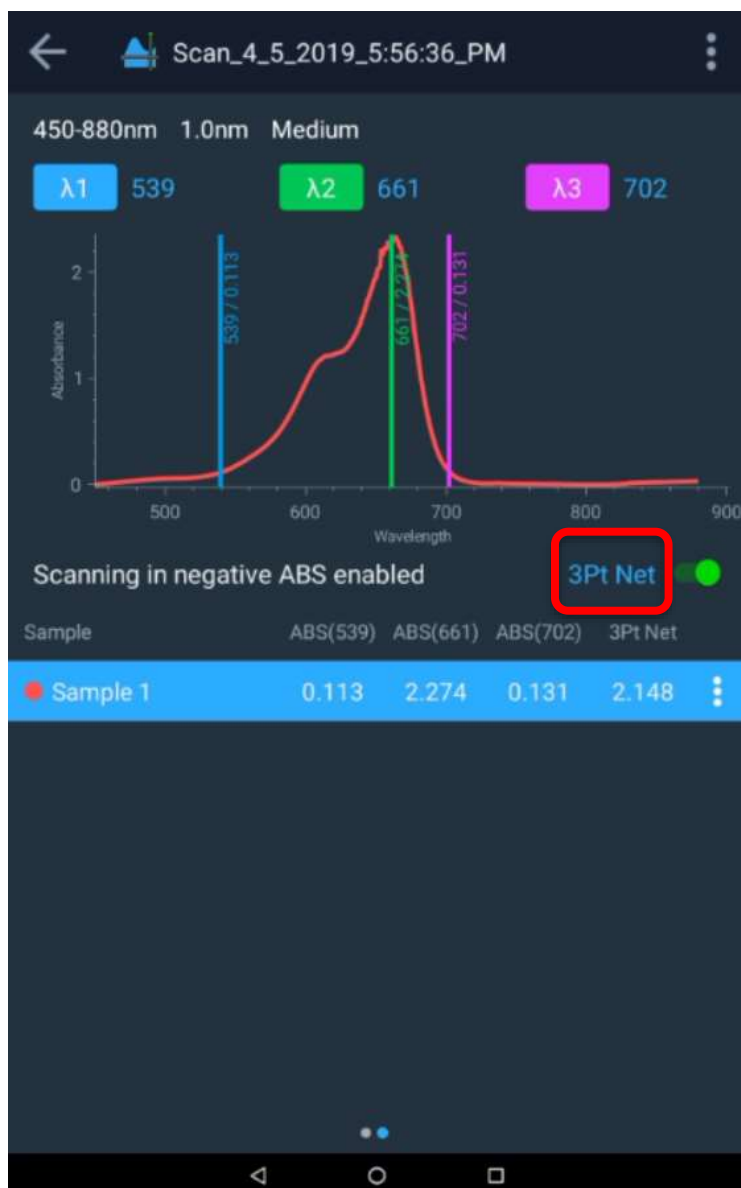 Scan_4_5_2019_5:56:36_PM
450-880nm 1.0nm Medium
λ1 539 λ2 661 λ3 702
2
1
0
Absorbance
539 / 0.113
661 / 2.274
702 / 0.131
500 600 700 800 900
Wavelength
Scanning in negative ABS enabled 3Pt Net
Sample ABS(539) ABS(661) ABS(702) 3Pt Net
Sample 1 0.113 2.274 0.131 2.148